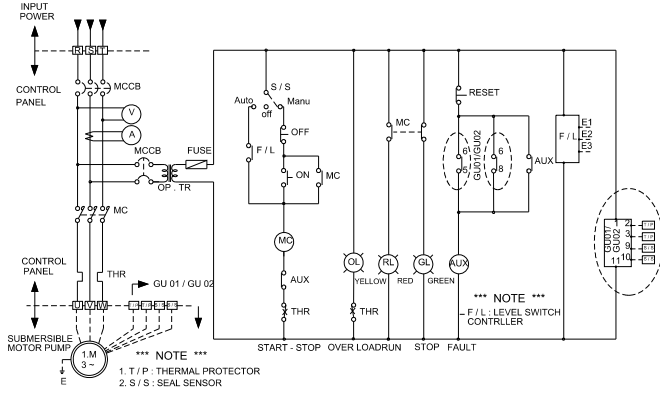 INPUT
POWER
R S T
CONTROL
PANEL
MCCB
V
A
MCCB
FUSE
OP . TR
MC
CONTROL
PANEL
THR
GU 01 / GU 02
U V W
T / P T / P S / S S / S
SUBMERSIBLE
MOTOR PUMP
1.M
3 ~
E
*** NOTE ***
1. T / P : THERMAL PROTECTOR
2. S / S : SEAL SENSOR
S / S
Auto
off
Manu
OFF
F / L
ON
MC
MC
AUX
THR
START - STOP
OL
YELLOW
THR
OVER LOAD
MC
RL
RED
RUN
GL
GREEN
STOP
RESET
GU01/GU02
6
5
6
8
AUX
AUX
FAULT
F / L
E1
E2
E3
*** NOTE ***
F / L : LEVEL SWITCH
CONTRLLER
GU01/
GU02
1
2
3
9
10
11
T / P
T / P
S / S
S / S